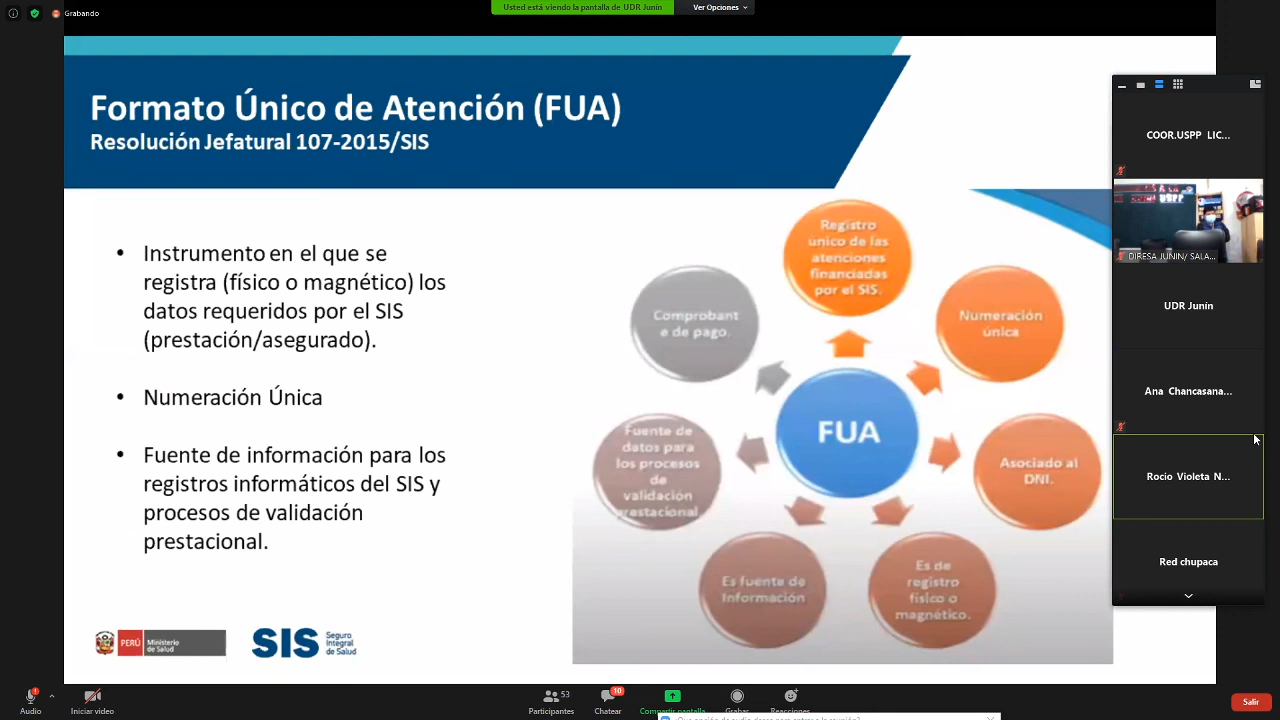 Grabando
Usted está viendo la pantalla de UDR Junín
Ver Opciones
Formato Único de Atención (FUA)
Resolución Jefatural 107-2015/SIS
• Instrumento en el que se
registra (físico o magnético) los
datos requeridos por el SIS
(prestación/asegurado).
• Numeración Única
• Fuente de información para los
registros informáticos del SIS y
procesos de validación
prestacional.
Registro
unico de las
atenciones
financiadas
por el SIS.
Numeración
única
Asociado al
DNI.
Es de
registro
físico o
magnético.
Es fuente de
Información
Fuente de
datos para
los procesos
de
validación
prestacional
Comprobant
e de pago.
FUA
PERÚ
Ministerio
de Salud
SIS
Seguro
Integral
de Salud
COOR.USPP LIC...
DIRESA JUNIN/ SALA...
UDR Junín
Ana Chancasana...
Rocio Violeta N...
Red chupaca
Audio
Iniciar video
53
Participantes
10
Chatear
Compartir pantalla
Grabar
Reacciones
Salir